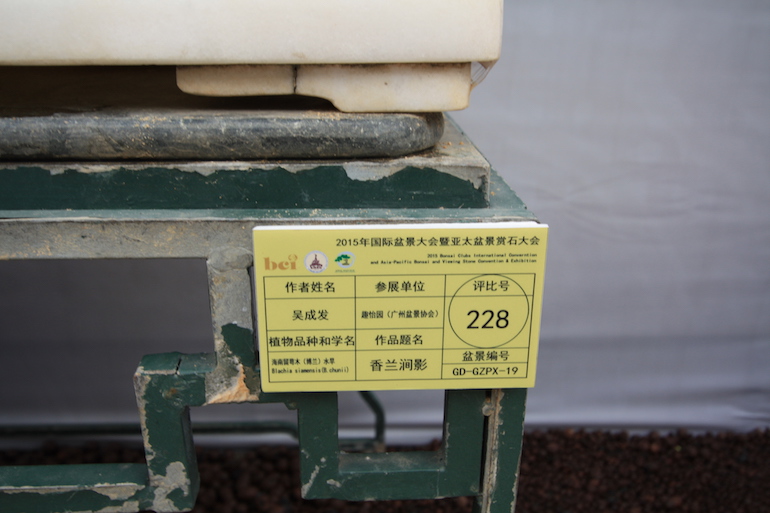 2015年国际盆景大会暨亚太盆景赏石大会
bci
2015 Bonsai Clubs International Convention
and Asia-Pacific Bonsai and Viewing Stone Convention & Exhibition
作者姓名 参展单位 评比号
吴成发 趣怡园（广州盆景协会） 228
植物品种和学名 作品题名
海南留萼木（博兰）水旱 香兰涧影 盆景编号
Blachia siamensis(B.chunii) GD-GZPX-19